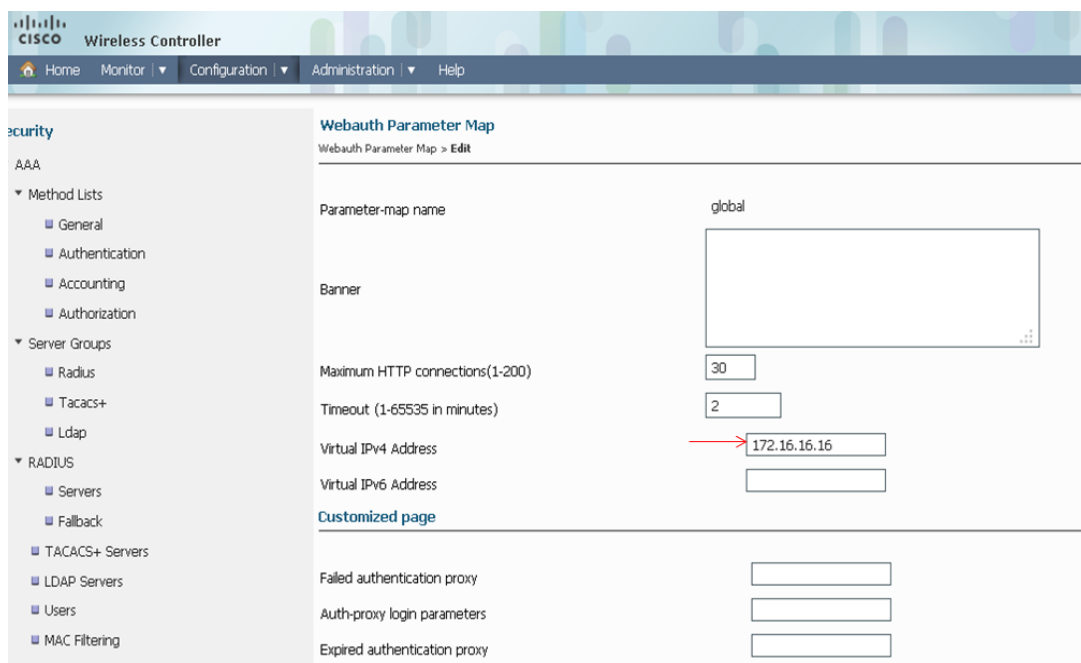 CISCO Wireless Controller
Home Monitor Configuration Administration Help
ecurity
AAA
Method Lists
General
Authentication
Accounting
Authorization
Server Groups
Radius
Tacacs+
Ldap
RADIUS
Servers
Fallback
TACACS+ Servers
LDAP Servers
Users
MAC Filtering
Webauth Parameter Map
Webauth Parameter Map > Edit
Parameter-map name global
Banner
Maximum HTTP connections(1-200) 30
Timeout (1-65535 in minutes) 2
Virtual IPv4 Address 172.16.16.16
Virtual IPv6 Address
Customized page
Failed authentication proxy
Auth-proxy login parameters
Expired authentication proxy